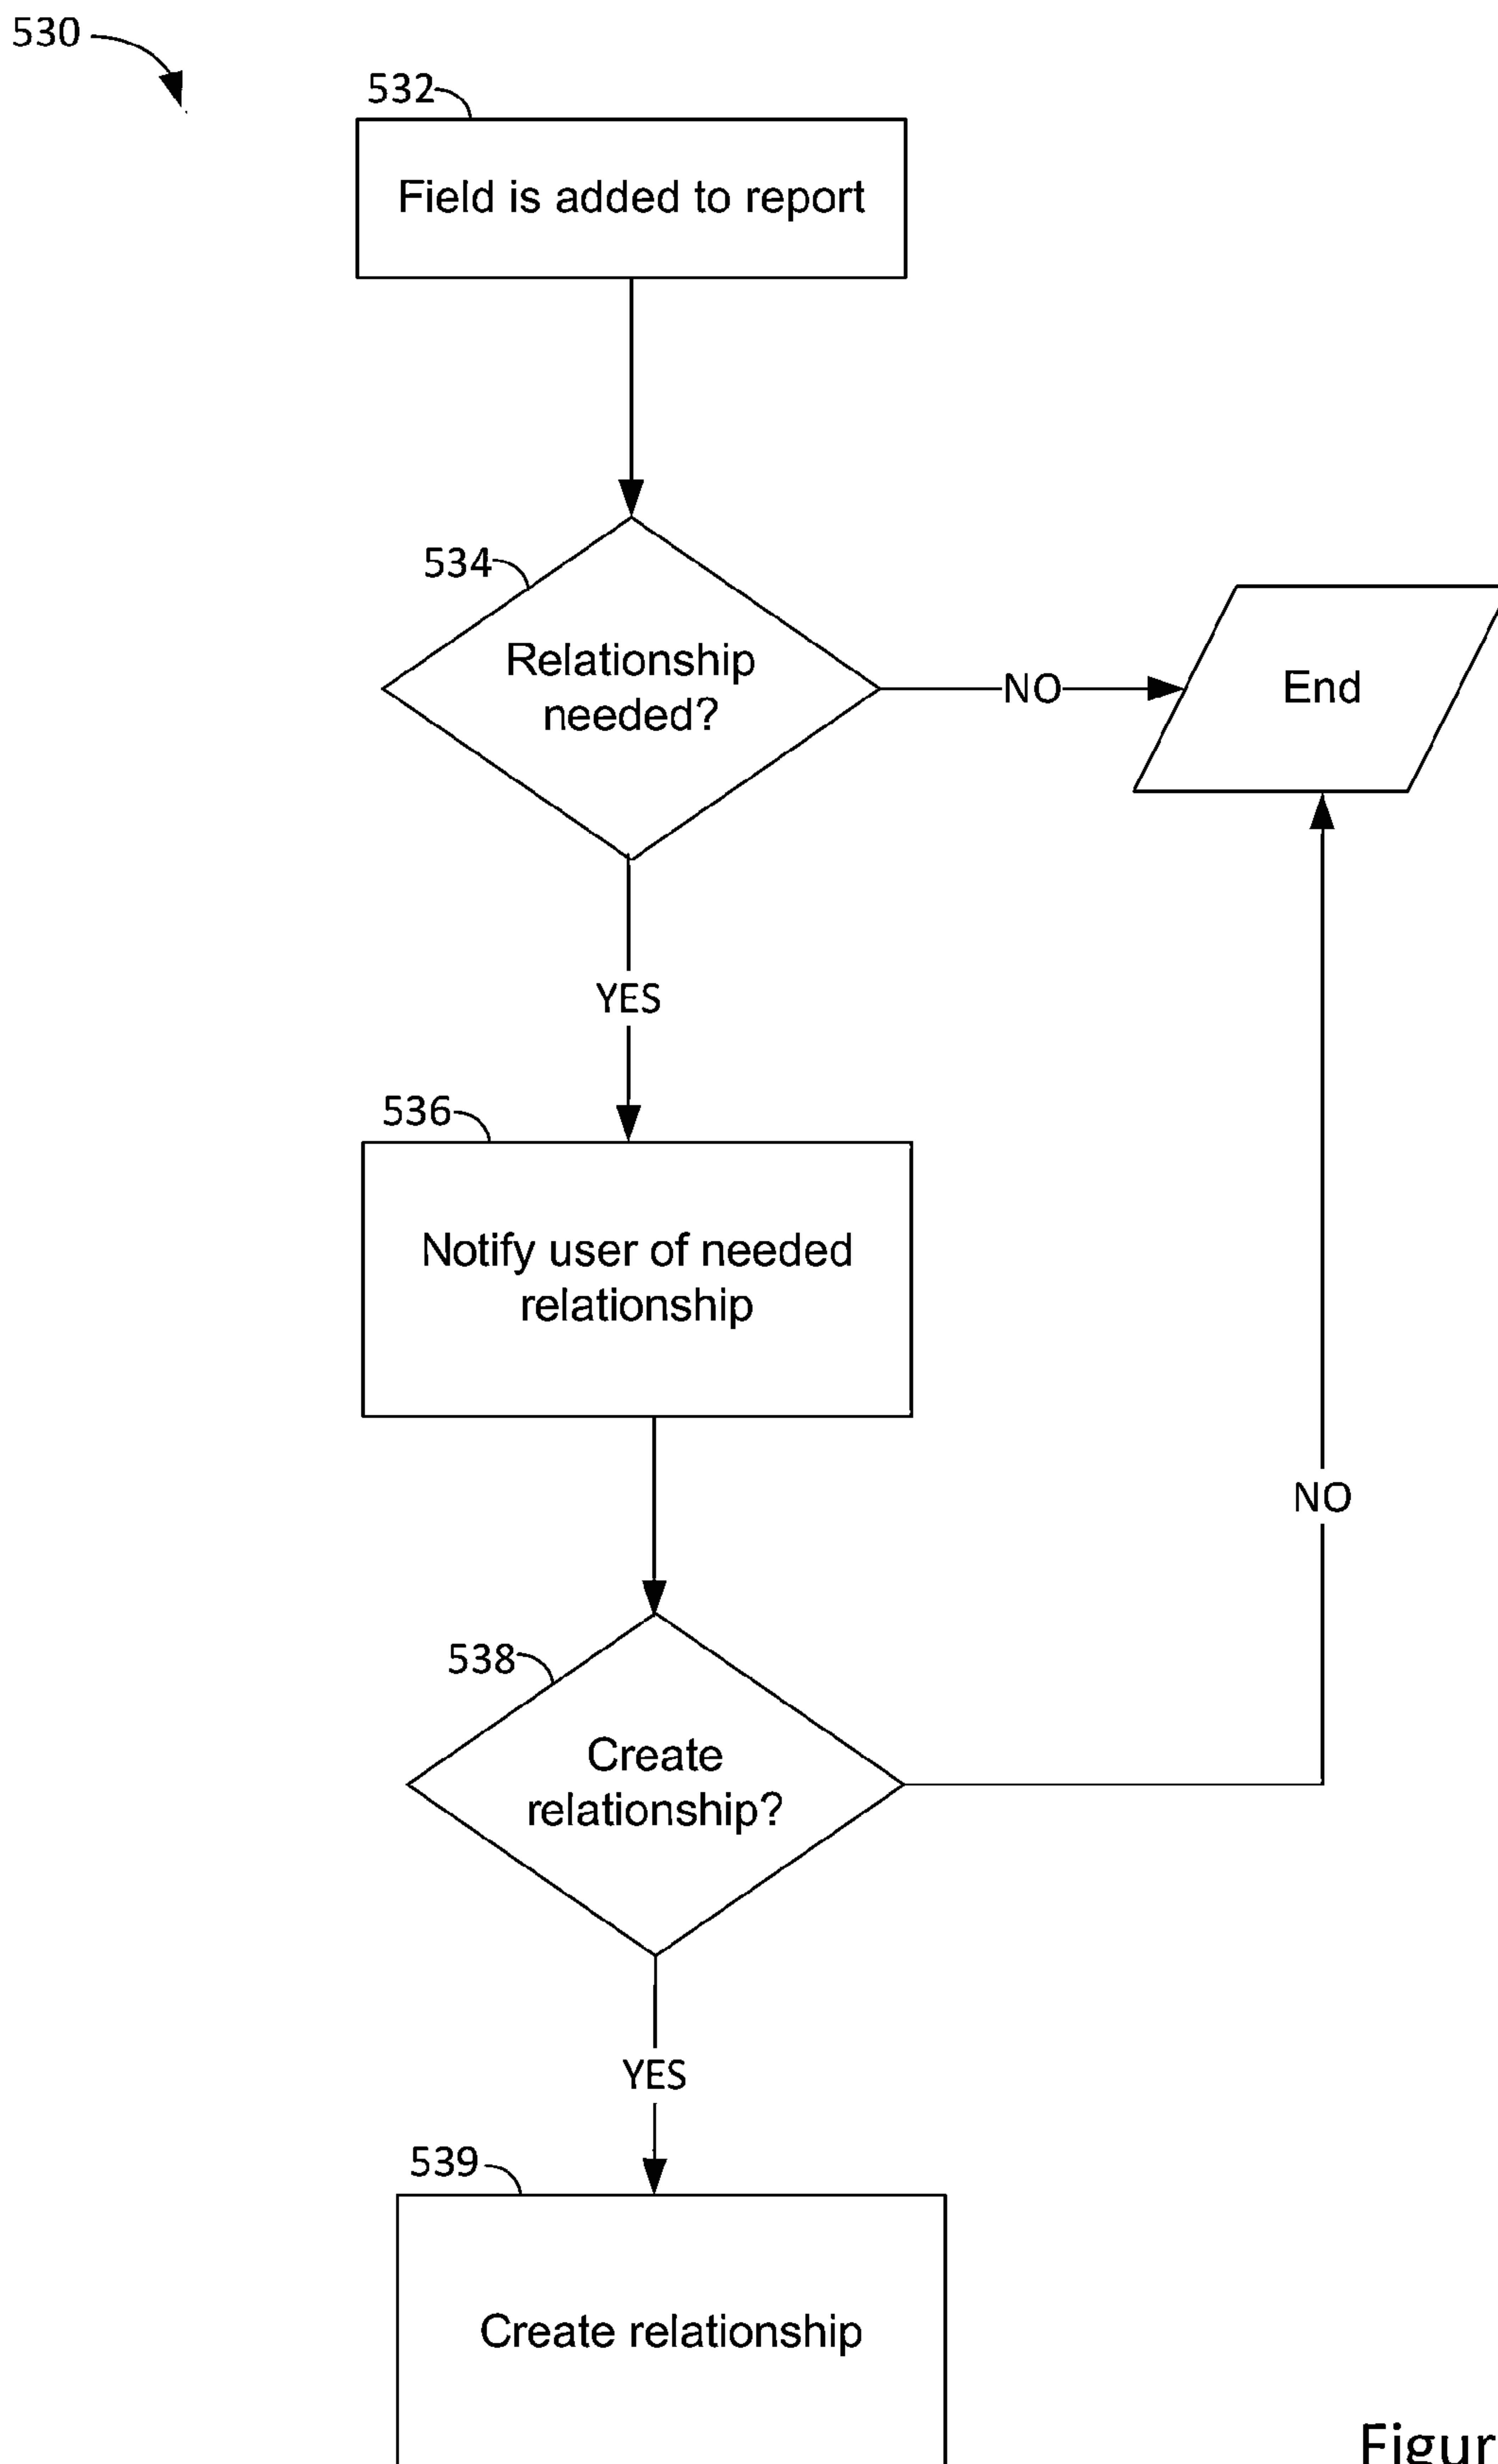 530
532
Field is added to report
534
Relationship
needed?
NO
End
YES
536
Notify user of needed
relationship
NO
538
Create
relationship?
YES
539
Create relationship